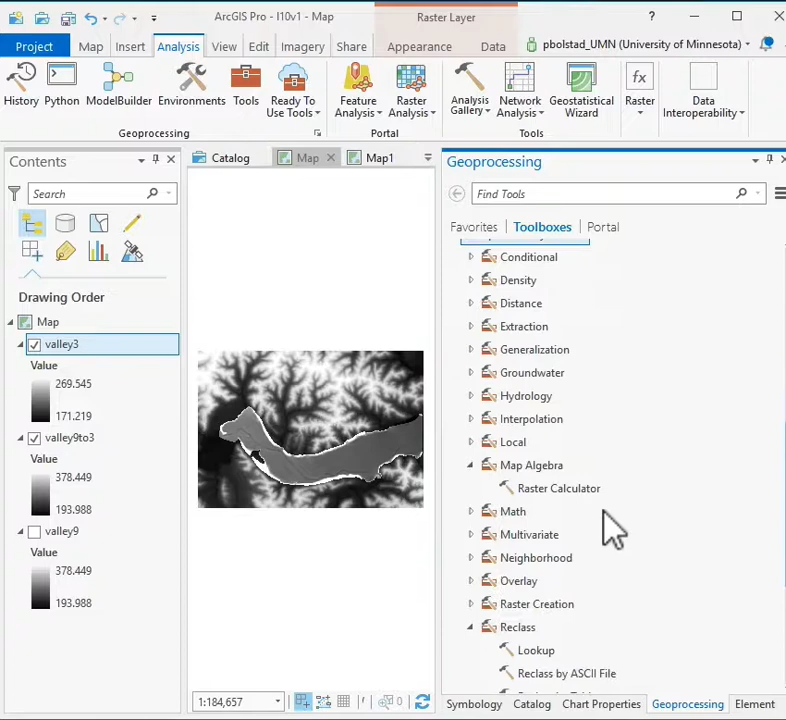 ArcGIS Pro - l10v1 - Map
Raster Layer
?
Project
Map
Insert
Analysis
View
Edit
Imagery
Share
Appearance
Data
pbolstad_UMN (University of Minnesota)
History
Python
ModelBuilder
Environments
Tools
Ready To
Use Tools
Feature
Analysis
Raster
Analysis
Analysis
Gallery
Network
Analysis
Geostatistical
Wizard
fx
Raster
Data
Interoperability
Geoprocessing
Portal
Tools
Contents
Search
Drawing Order
Map
valley3
Value
269.545
171.219
valley9to3
Value
378.449
193.988
valley9
Value
378.449
193.988
Catalog
Map
Map1
1:184,657
0
Geoprocessing
Find Tools
Favorites
Toolboxes
Portal
Conditional
Density
Distance
Extraction
Generalization
Groundwater
Hydrology
Interpolation
Local
Map Algebra
Raster Calculator
Math
Multivariate
Neighborhood
Overlay
Raster Creation
Reclass
Lookup
Reclass by ASCII File
Symbology
Catalog
Chart Properties
Geoprocessing
Element